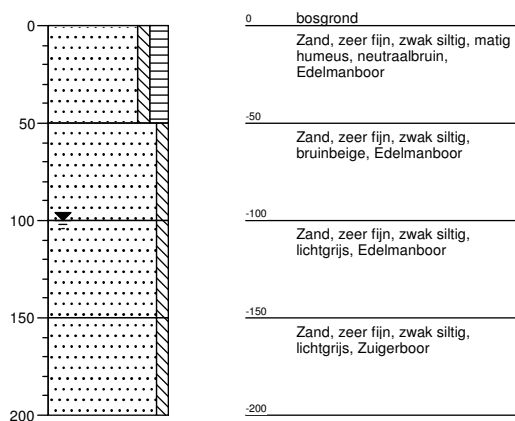 0
50
100
150
200
0
bosgrond
Zand, zeer fijn, zwak siltig, matig
humeus, neutraalbruin,
Edelmanboor
-50
Zand, zeer fijn, zwak siltig,
bruinbeige, Edelmanboor
-100
Zand, zeer fijn, zwak siltig,
lichtgrijs, Edelmanboor
-150
Zand, zeer fijn, zwak siltig,
lichtgrijs, Zuigerboor
-200